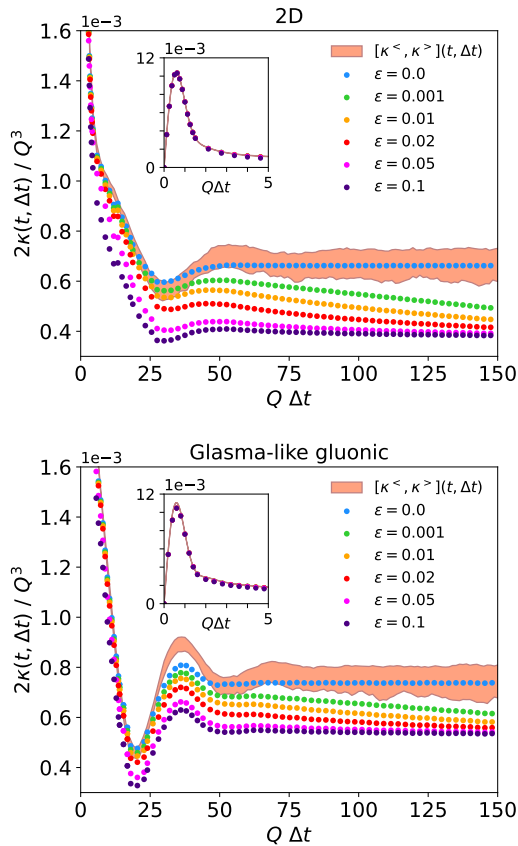 2D
1e−3
1.6
1.4
1.2
1.0
0.8
0.6
0.4
2κ(t, Δt) / Q³
0
25
50
75
100
125
150
Q Δt
1e−3
12
0
0
5
QΔt
[κ<, κ>](t, Δt)
ε = 0.0
ε = 0.001
ε = 0.01
ε = 0.02
ε = 0.05
ε = 0.1
Glasma-like gluonic
1e−3
1.6
1.4
1.2
1.0
0.8
0.6
0.4
2κ(t, Δt) / Q³
0
25
50
75
100
125
150
Q Δt
1e−3
12
0
0
5
QΔt
[κ<, κ>](t, Δt)
ε = 0.0
ε = 0.001
ε = 0.01
ε = 0.02
ε = 0.05
ε = 0.1